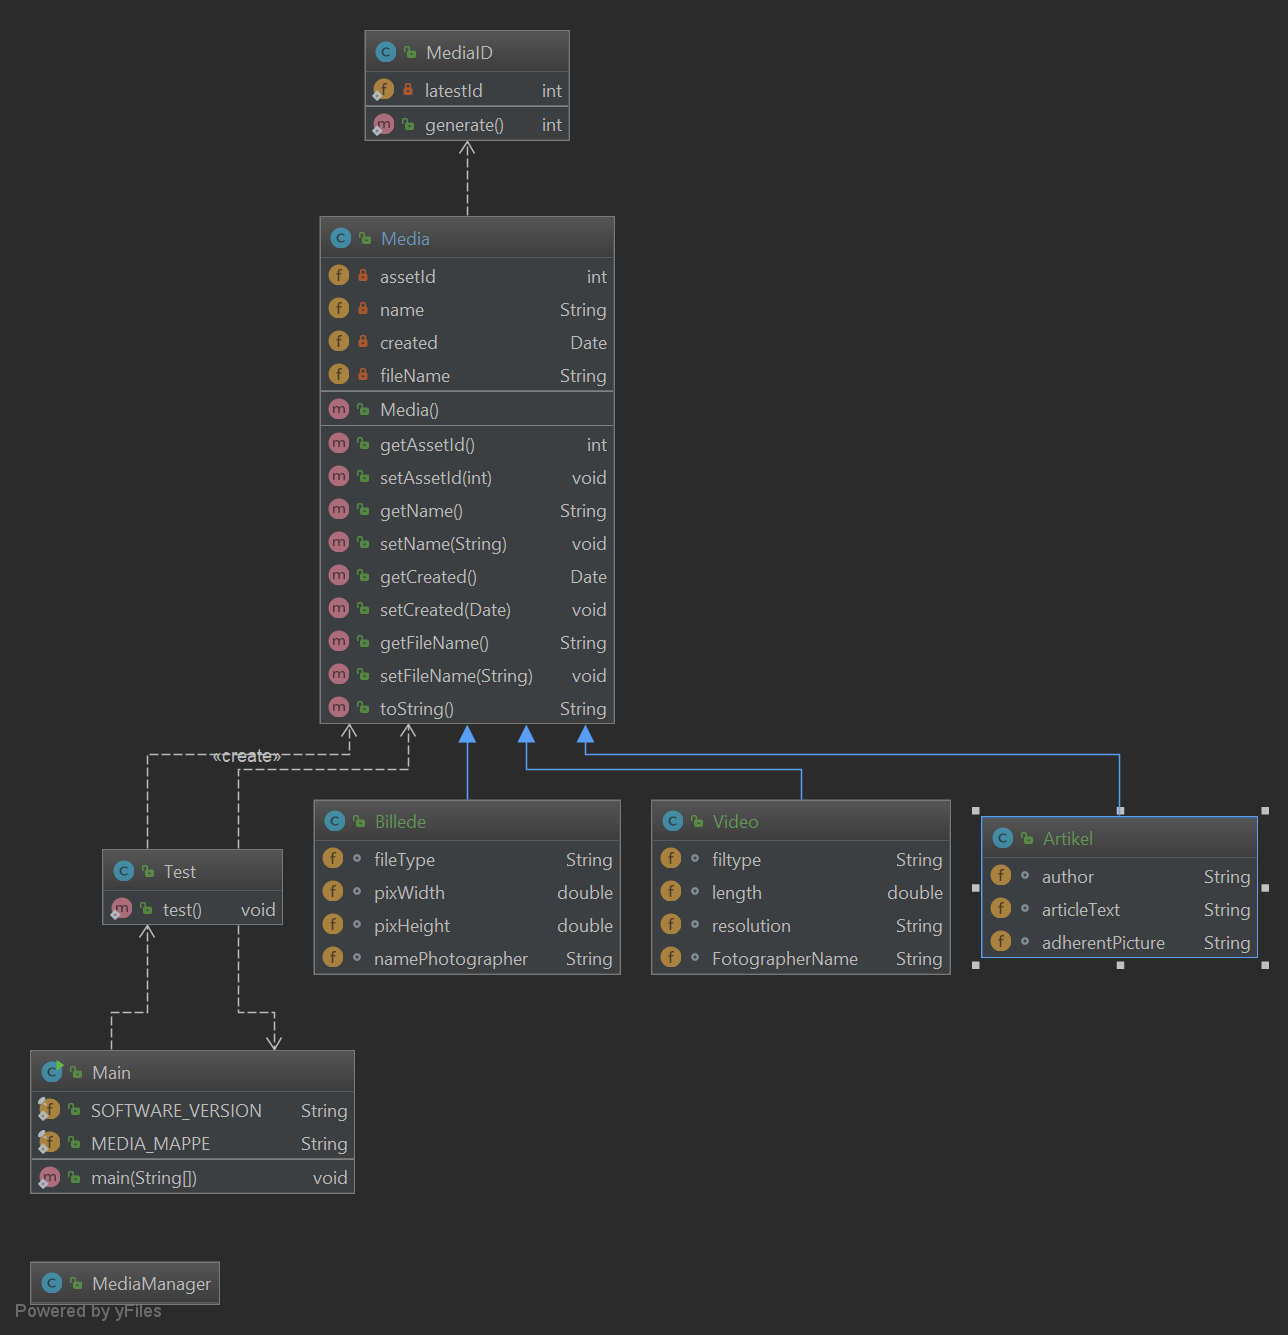 MediaID
latestId int
generate() int
Media
assetId int
name String
created Date
fileName String
Media()
getAssetId() int
setAssetId(int) void
getName() String
setName(String) void
getCreated() Date
setCreated(Date) void
getFileName() String
setFileName(String) void
toString() String
«create»
Billede
fileType String
pixWidth double
pixHeight double
namePhotographer String
Video
filtype String
length double
resolution String
FotographerName String
Artikel
author String
articleText String
adherentPicture String
Test
test() void
Main
SOFTWARE_VERSION String
MEDIA_MAPPE String
main(String[]) void
MediaManager
Powered by yFiles